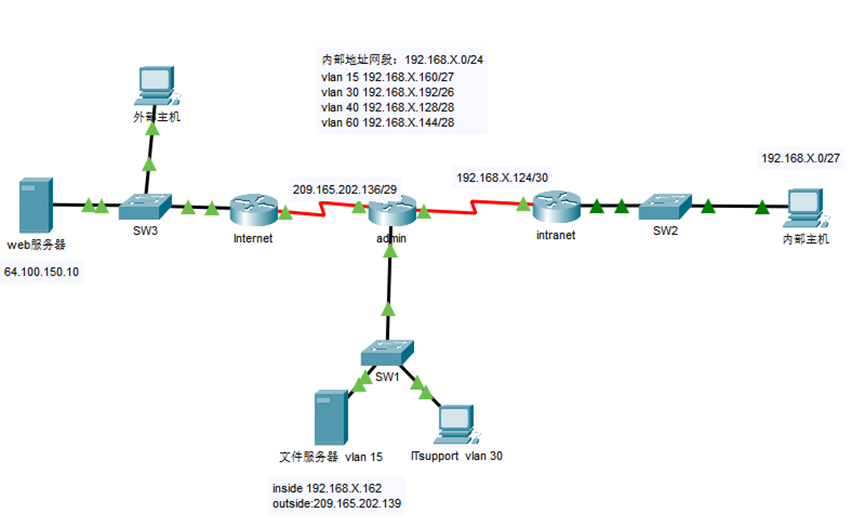 内部地址网段：192.168.X.0/24
vlan 15 192.168.X.160/27
vlan 30 192.168.X.192/26
vlan 40 192.168.X.128/28
vlan 60 192.168.X.144/28
外部主机
192.168.X.0/27
209.165.202.136/29
192.168.X.124/30
web服务器
SW3
Internet
admin
intranet
SW2
内部主机
64.100.150.10
SW1
文件服务器 vlan 15
ITsupport vlan 30
inside 192.168.X.162
outside:209.165.202.139